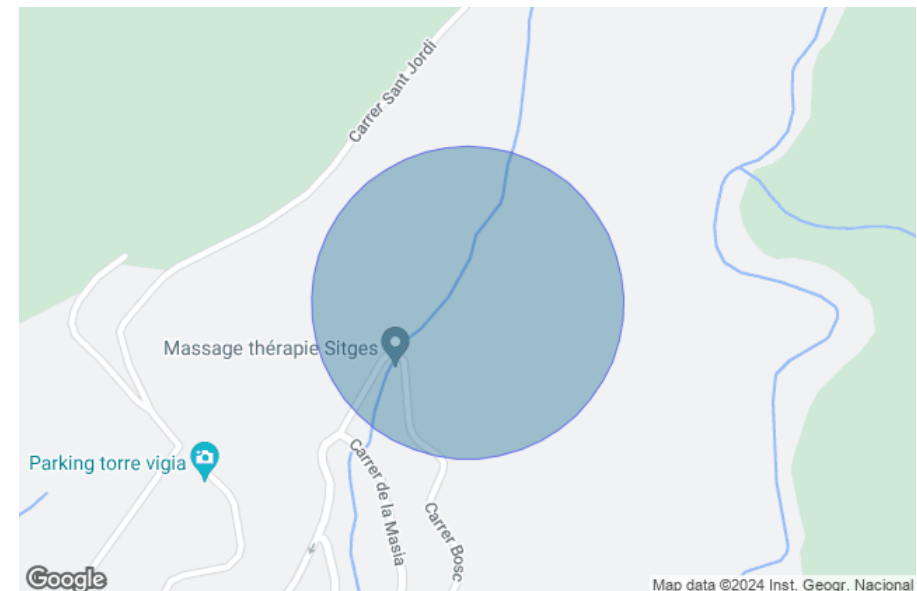 Carrer Sant Jordi
Massage thérapie Sitges
Parking torre vigia
Carrer de la Masia
Carrer Bosc
Google
Map data ©2024 Inst. Geogr. Nacional